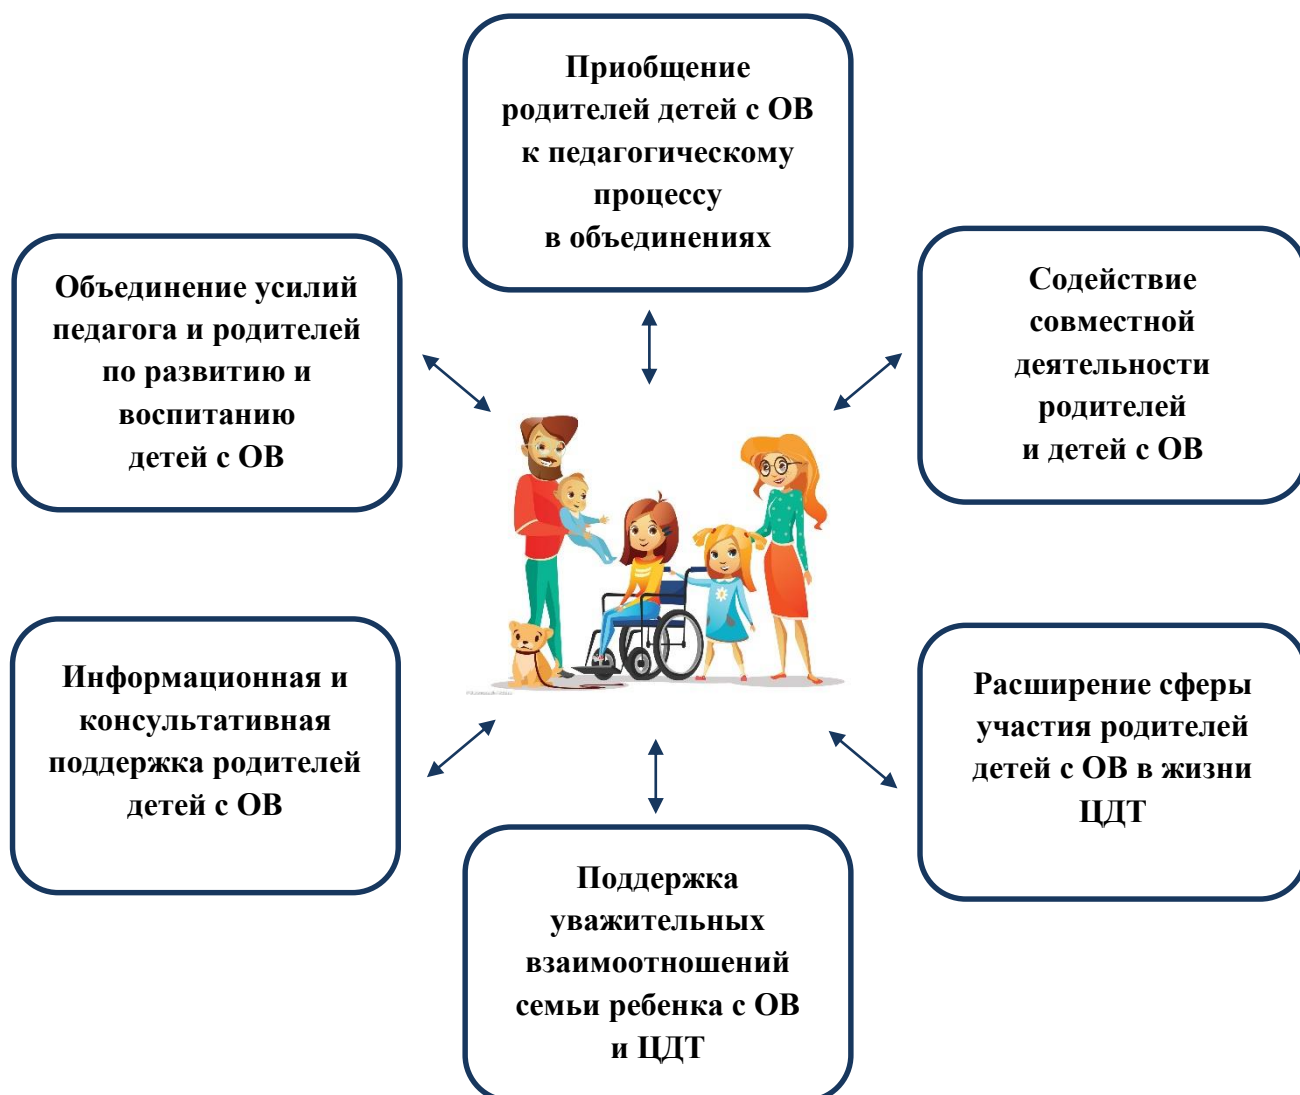 Приобщение
родителей детей с ОВ
к педагогическому
процессу
в объединениях
Объединение усилий
педагога и родителей
по развитию и
воспитанию
детей с ОВ
Содействие
совместной
деятельности
родителей
и детей с ОВ
Информационная и
консультативная
поддержка родителей
детей с ОВ
Расширение сферы
участия родителей
детей с ОВ в жизни
ЦДТ
Поддержка
уважительных
взаимоотношений
семьи ребенка с ОВ
и ЦДТ